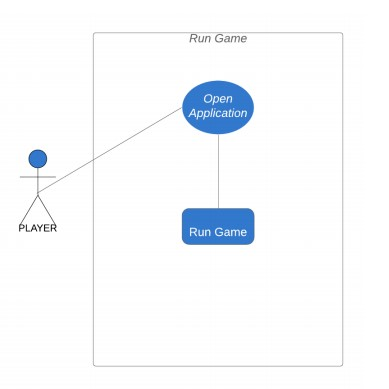 Run Game
Open
Application
PLAYER
Run Game